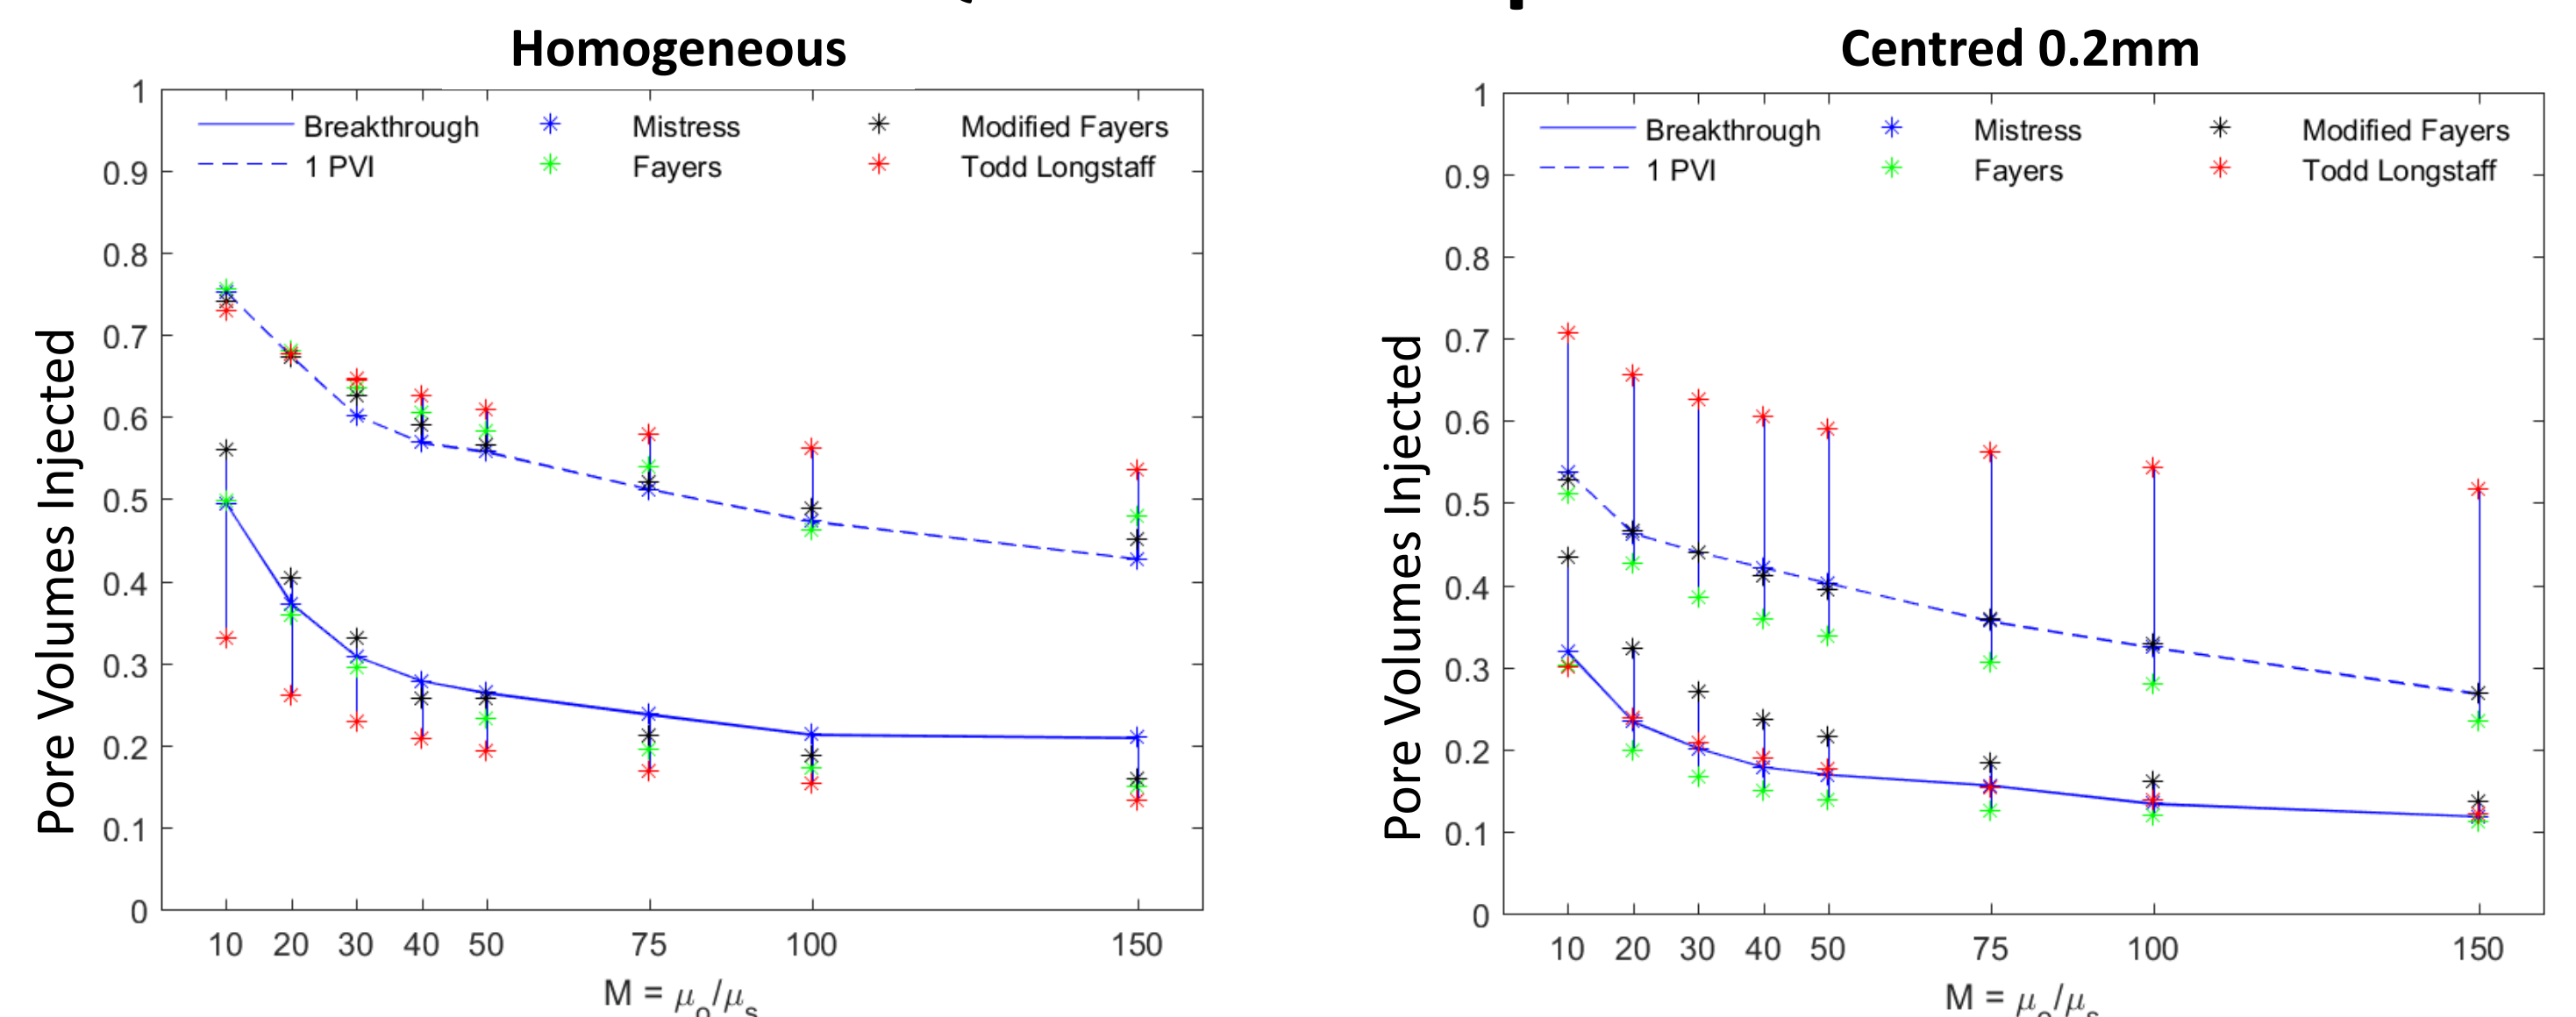 Homogeneous
1
0.9
0.8
0.7
0.6
0.5
0.4
0.3
0.2
0.1
0
Pore Volumes Injected
Breakthrough Mistress Modified Fayers
1 PVI Fayers Todd Longstaff
10 20 30 40 50 75 100 150
M = μo/μs
Centred 0.2mm
1
0.9
0.8
0.7
0.6
0.5
0.4
0.3
0.2
0.1
0
Pore Volumes Injected
Breakthrough Mistress Modified Fayers
1 PVI Fayers Todd Longstaff
10 20 30 40 50 75 100 150
M = μo/μs